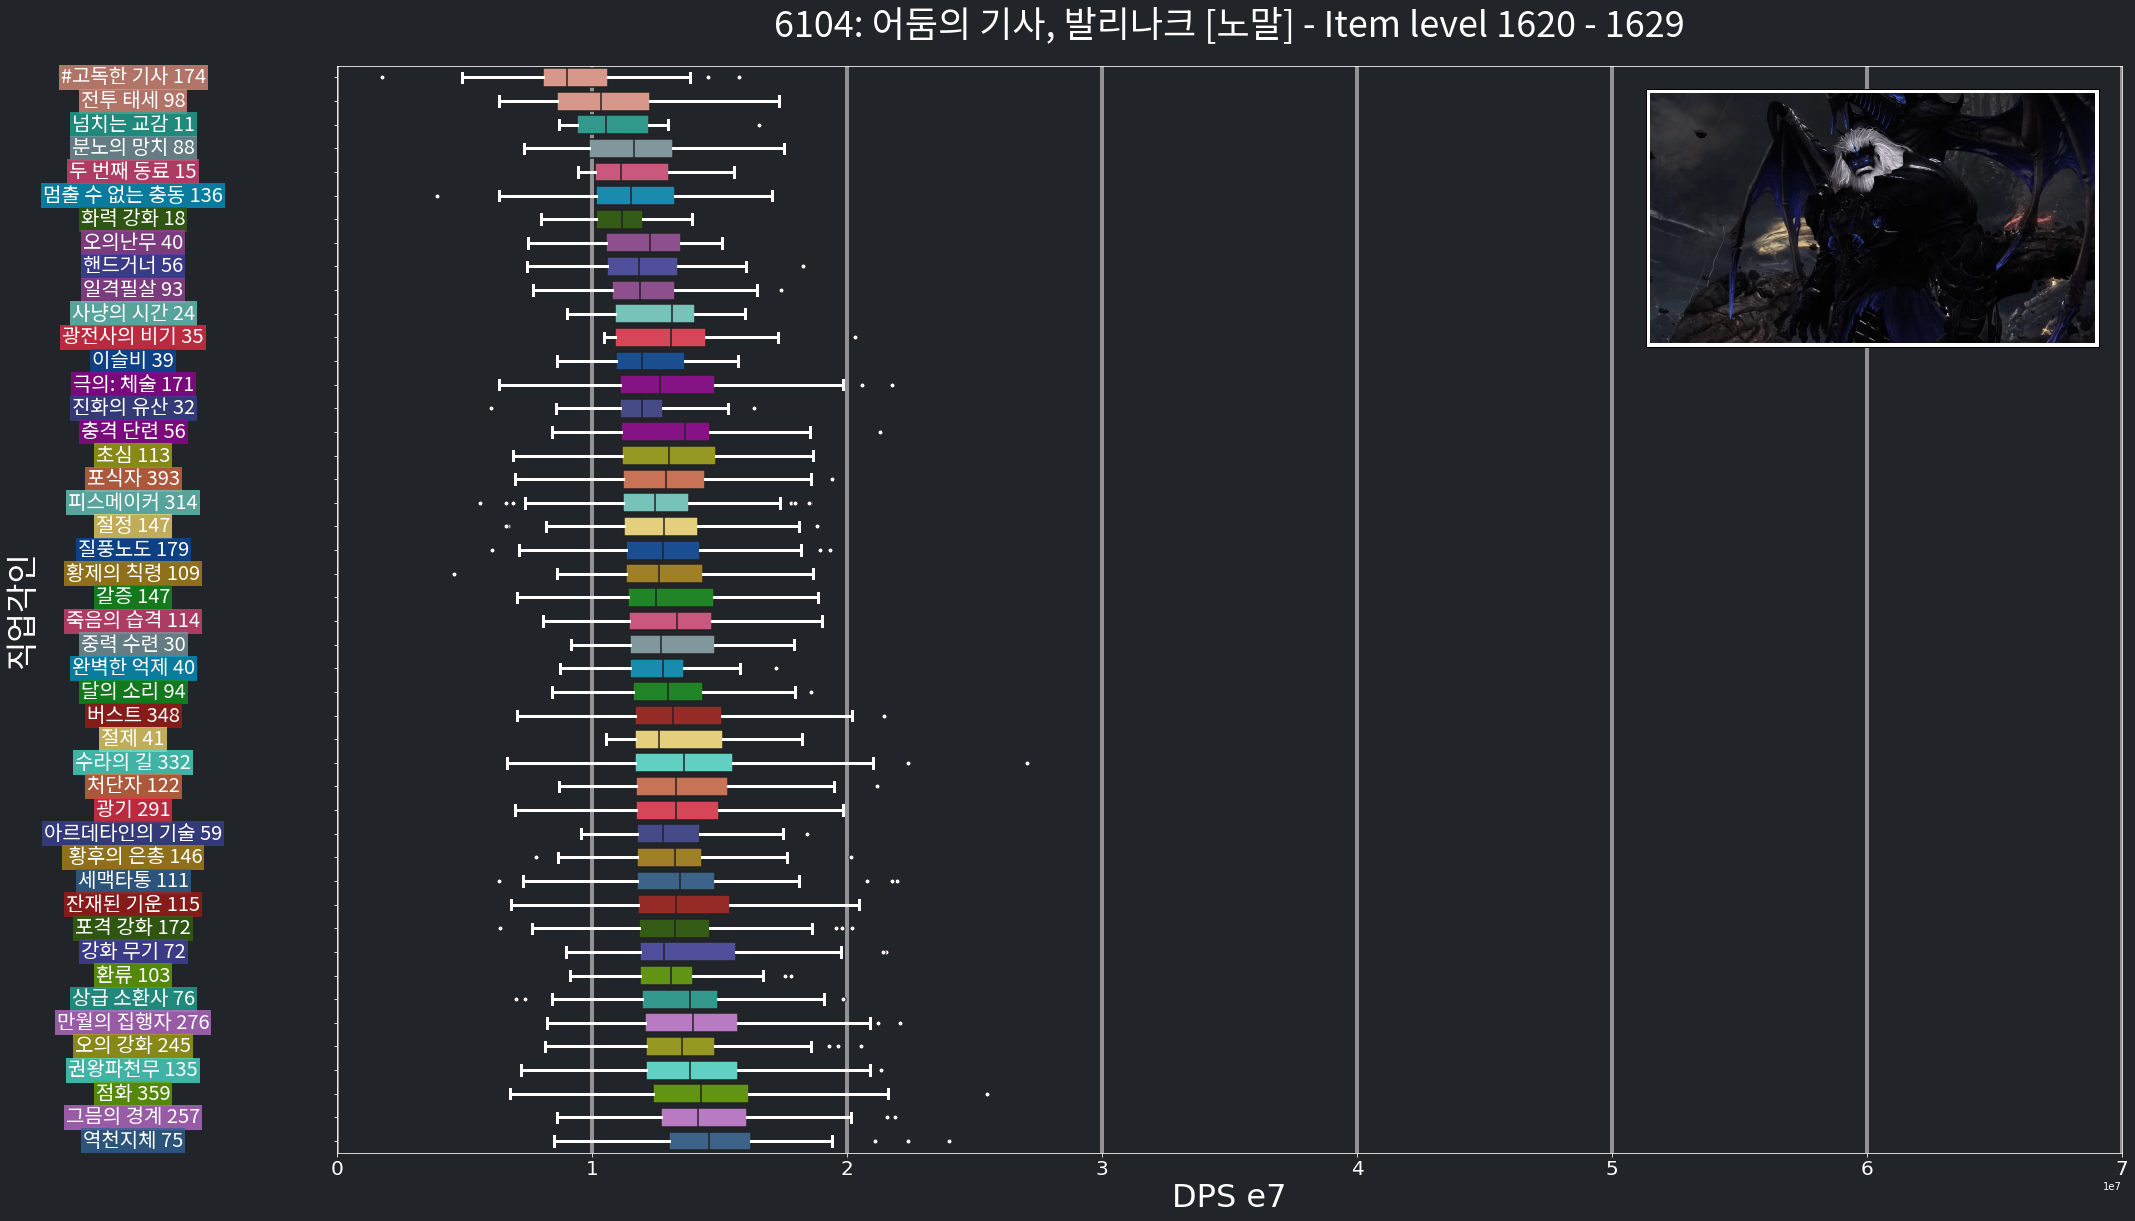 6104: 어둠의 기사, 발리나크 [노말] - Item level 1620 - 1629
직업각인
#고독한 기사 174
전투 태세 98
넘치는 교감 11
분노의 망치 88
두 번째 동료 15
멈출 수 없는 충동 136
화력 강화 18
오의난무 40
핸드거너 56
일격필살 93
사냥의 시간 24
광전사의 비기 35
이슬비 39
극의: 체술 171
진화의 유산 32
충격 단련 56
초심 113
포식자 393
피스메이커 314
절정 147
질풍노도 179
황제의 칙령 109
갈증 147
죽음의 습격 114
중력 수련 30
완벽한 억제 40
달의 소리 94
버스트 348
절제 41
수라의 길 332
처단자 122
광기 291
아르데타인의 기술 59
황후의 은총 146
세맥타통 111
잔재된 기운 115
포격 강화 172
강화 무기 72
환류 103
상급 소환사 76
만월의 집행자 276
오의 강화 245
권왕파천무 135
점화 359
그믐의 경계 257
역천지체 75
0 1 2 3 4 5 6 7
1e7
DPS e7